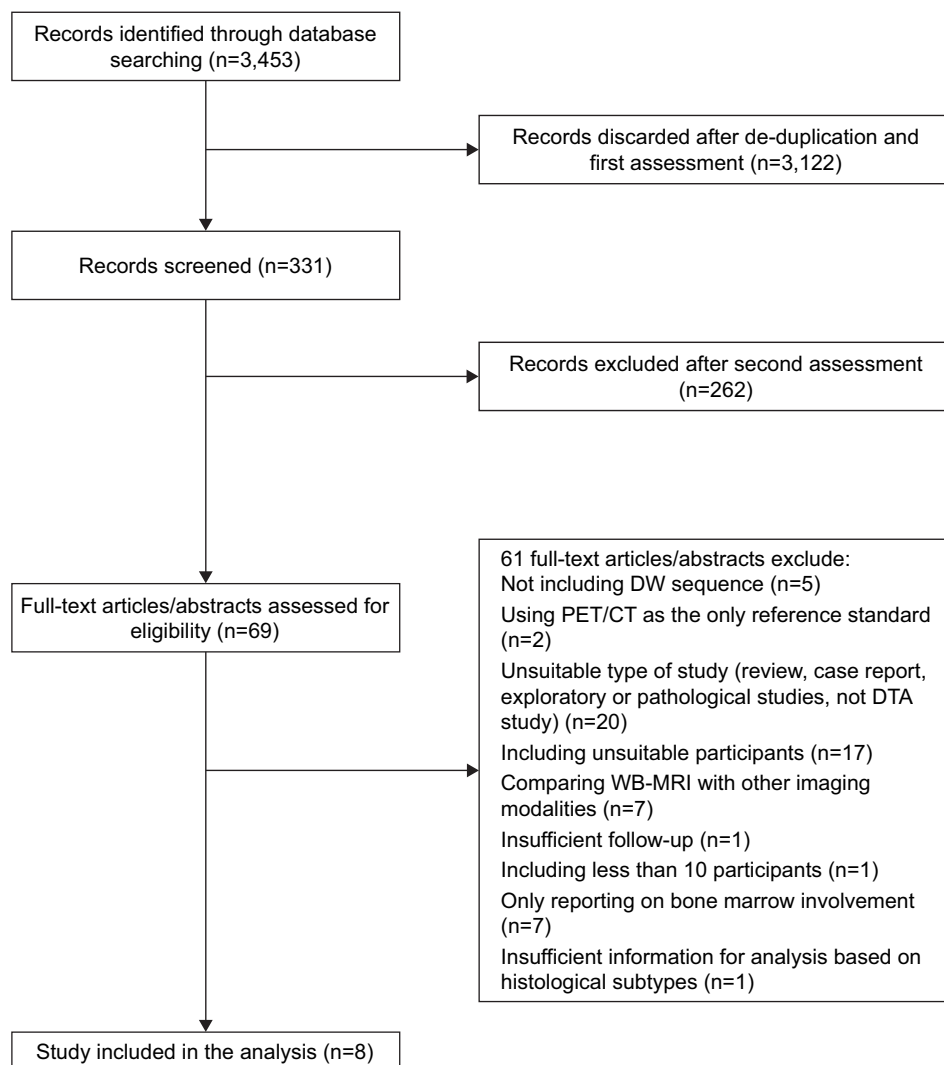 Records identified through database
searching (n=3,453)
Records discarded after de-duplication and
first assessment (n=3,122)
Records screened (n=331)
Records excluded after second assessment
(n=262)
Full-text articles/abstracts assessed for
eligibility (n=69)
61 full-text articles/abstracts exclude:
Not including DW sequence (n=5)
Using PET/CT as the only reference standard
(n=2)
Unsuitable type of study (review, case report,
exploratory or pathological studies, not DTA
study) (n=20)
Including unsuitable participants (n=17)
Comparing WB-MRI with other imaging
modalities (n=7)
Insufficient follow-up (n=1)
Including less than 10 participants (n=1)
Only reporting on bone marrow involvement
(n=7)
Insufficient information for analysis based on
histological subtypes (n=1)
Study included in the analysis (n=8)